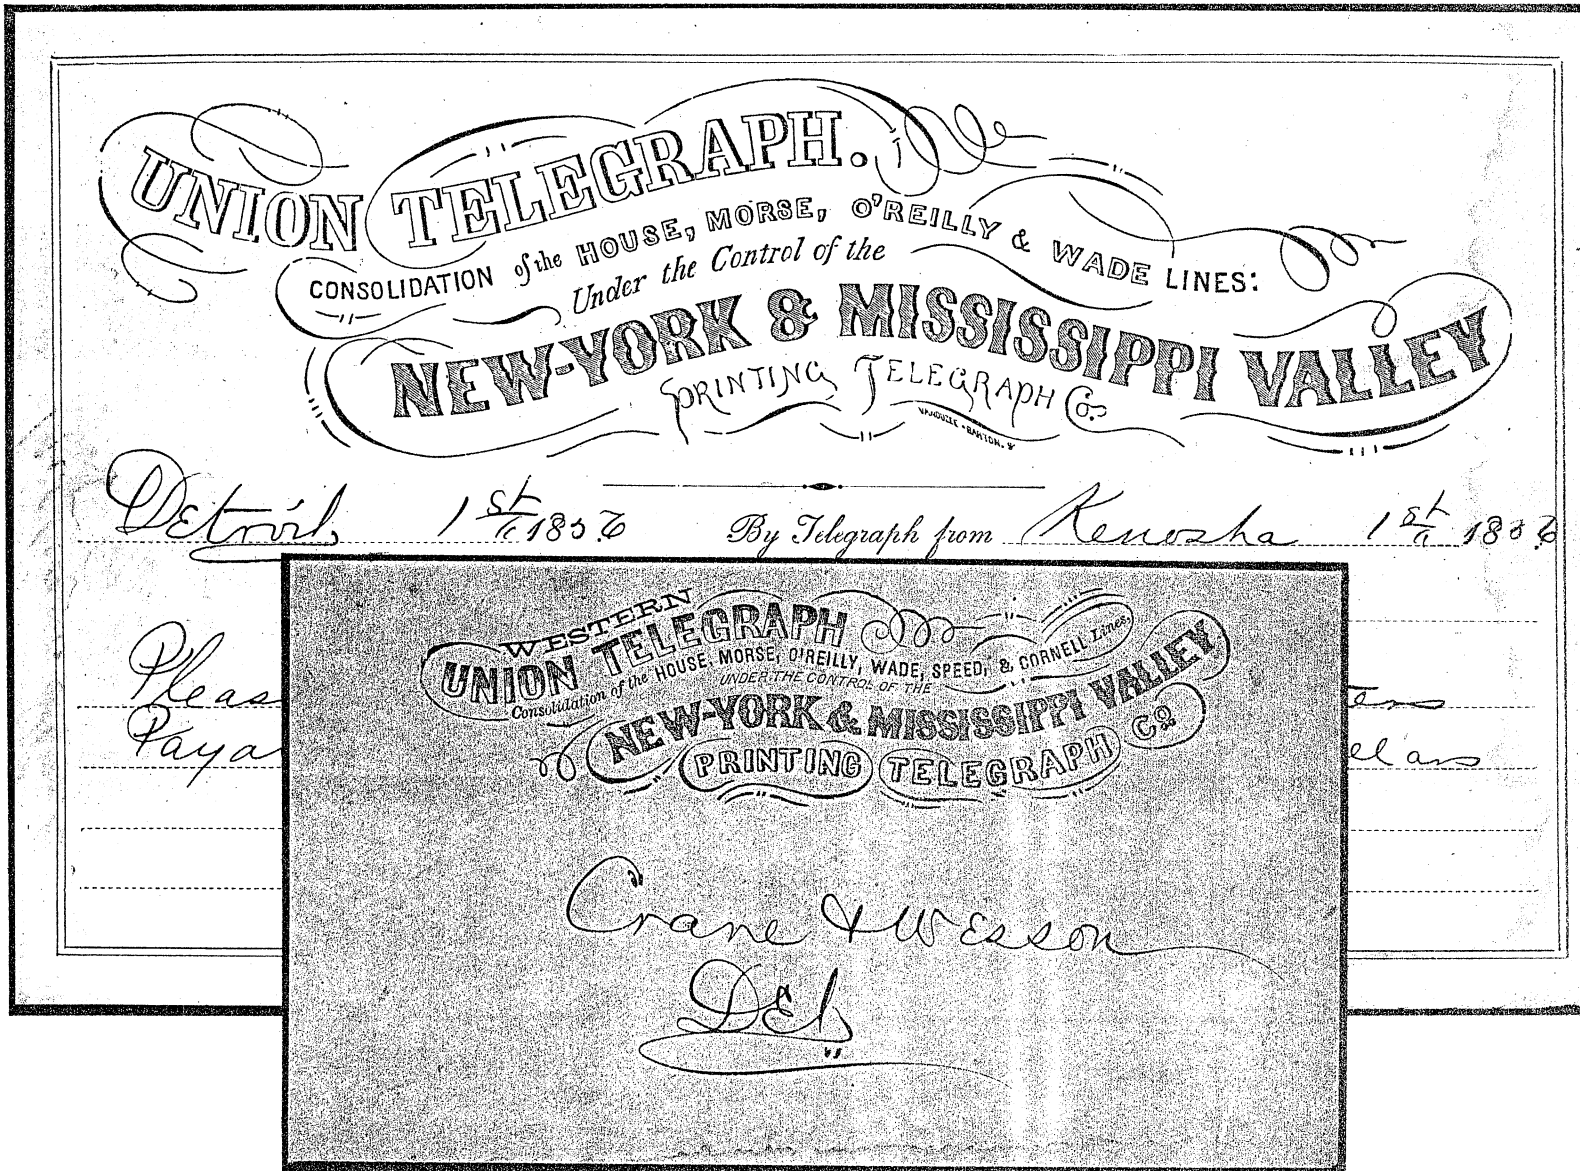 UNION TELEGRAPH.
CONSOLIDATION of the HOUSE, MORSE, O'REILLY & WADE LINES:
Under the Control of the
NEW-YORK & MISSISSIPPI VALLEY
PRINTING TELEGRAPH Co.
Detroit 1st 1856 By Telegraph from Kenosha 1st 1856
Pleas
Paya
WESTERN
UNION TELEGRAPH
Consolidation of the HOUSE, MORSE, O'REILLY, WADE, SPEED, & CORNELL Lines,
UNDER THE CONTROL OF THE
NEW-YORK & MISSISSIPPI VALLEY
PRINTING TELEGRAPH Co
Crane & Wesson
Det